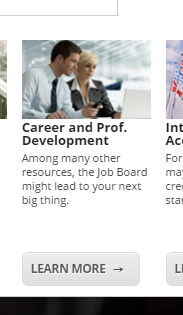 Career and Prof.
Development
Among many other
resources, the Job Board
might lead to your next
big thing.
LEARN MORE →